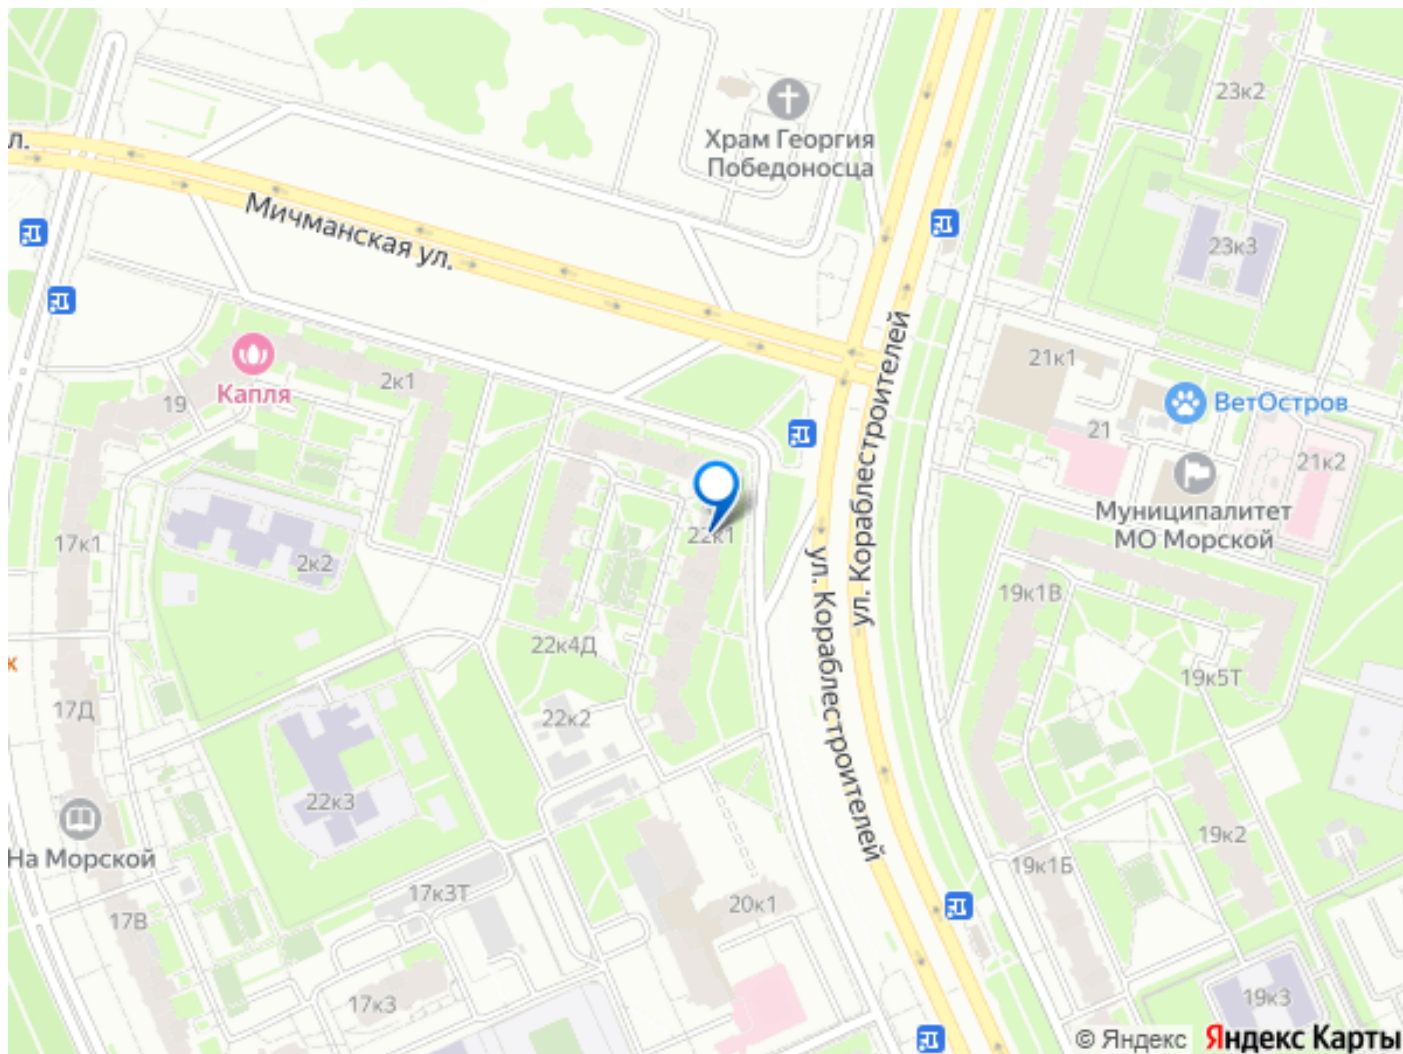 23к2
Храм Георгия
Победоносца
л.
Мичманская ул.
23к3
ул. Кораблестроителей
21к1
2к1
Капля
19
ВетОстров
21
21к2
Муниципалитет
МО Морской
22к1
17к1
2к2
ул. Кораблестроителей
19к1В
22к4Д
19к5Т
к
17Д
22к2
22к3
19к2
На Морской
19к1Б
17к3Т
20к1
17В
17к3
19к3
© Яндекс Яндекс Карты